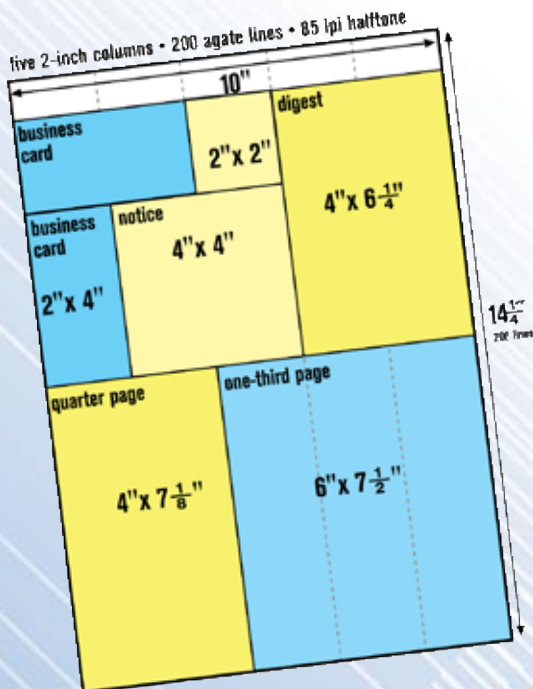 five 2-inch columns • 200 agate lines • 85 lpi halftone
10"
business
card
2"x 2"
digest
4"x 6 1/4"
business
card
2"x 4"
notice
4"x 4"
14 1/4"
200 lines
quarter page
4"x 7 1/8"
one-third page
6"x 7 1/2"